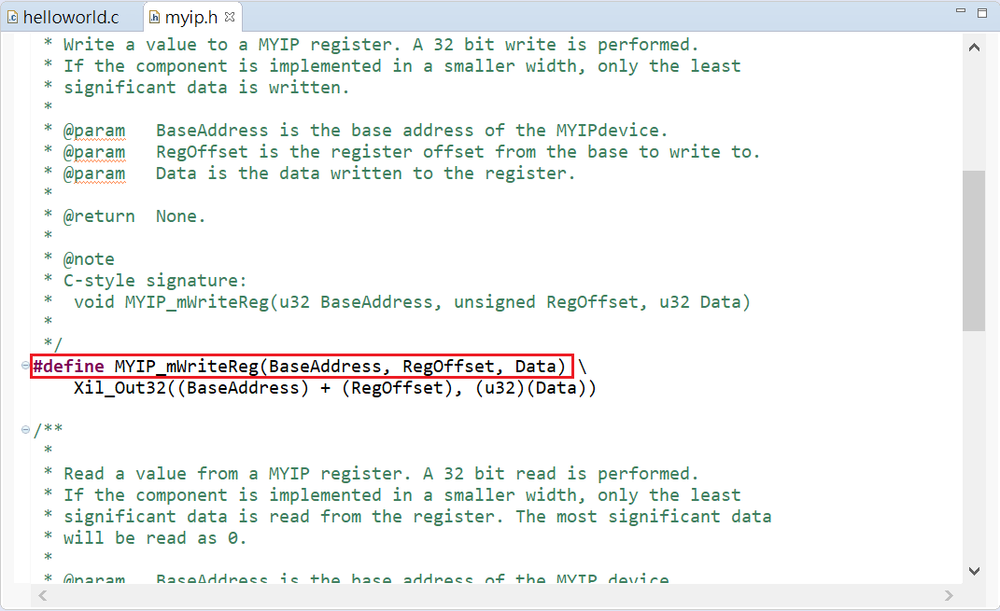 helloworld.c
myip.h
* Write a value to a MYIP register. A 32 bit write is performed.
* If the component is implemented in a smaller width, only the least
* significant data is written.
*
* @param   BaseAddress is the base address of the MYIPdevice.
* @param   RegOffset is the register offset from the base to write to.
* @param   Data is the data written to the register.
*
* @return  None.
*
* @note
* C-style signature:
*  void MYIP_mWriteReg(u32 BaseAddress, unsigned RegOffset, u32 Data)
*
*/
#define MYIP_mWriteReg(BaseAddress, RegOffset, Data) \
    Xil_Out32((BaseAddress) + (RegOffset), (u32)(Data))
/**
*
* Read a value from a MYIP register. A 32 bit read is performed.
* If the component is implemented in a smaller width, only the least
* significant data is read from the register. The most significant data
* will be read as 0.
*
* @param   BaseAddress is the base address of the MYIP device.